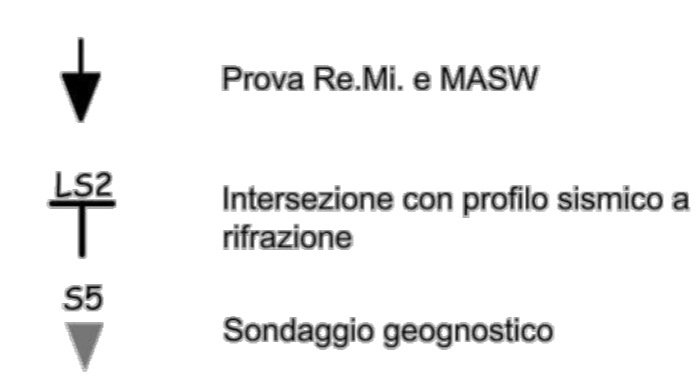 Prova Re.Mi. e MASW
LS2
Intersezione con profilo sismico a
rifrazione
S5
Sondaggio geognostico